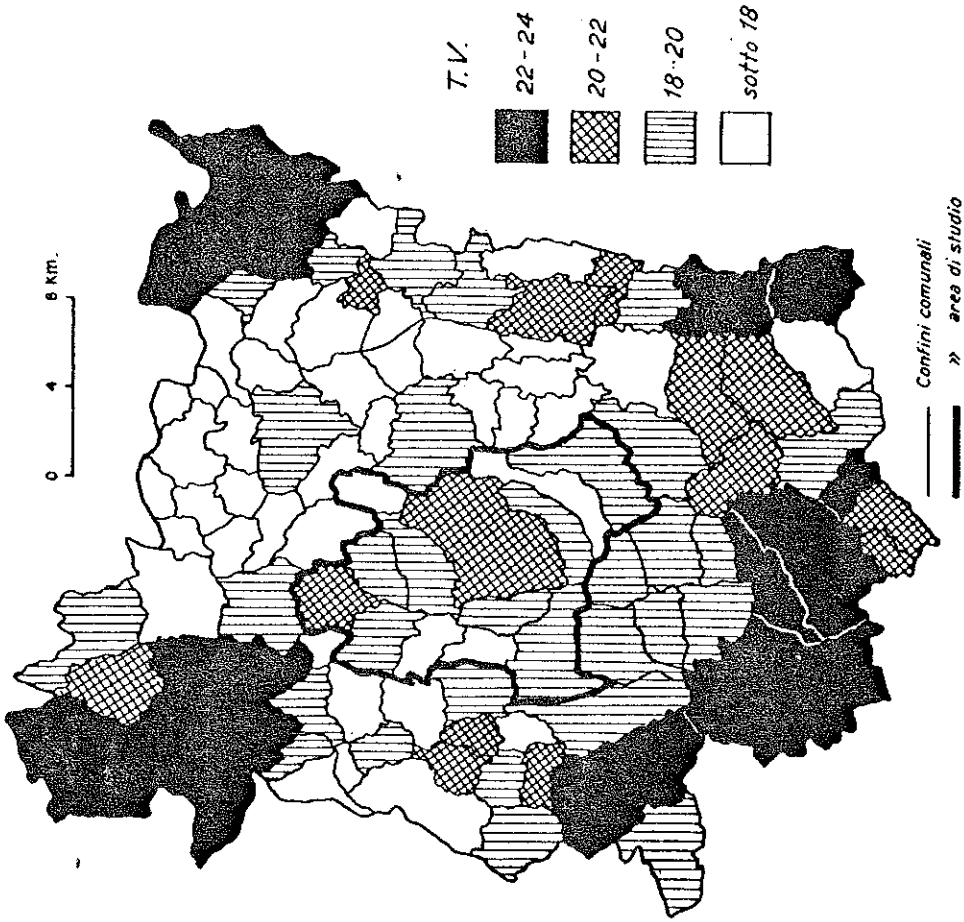 T.V.
22-24
20-22
18-20
sotto 18
0 4 8 Km.
Confini comunali
» area di studio